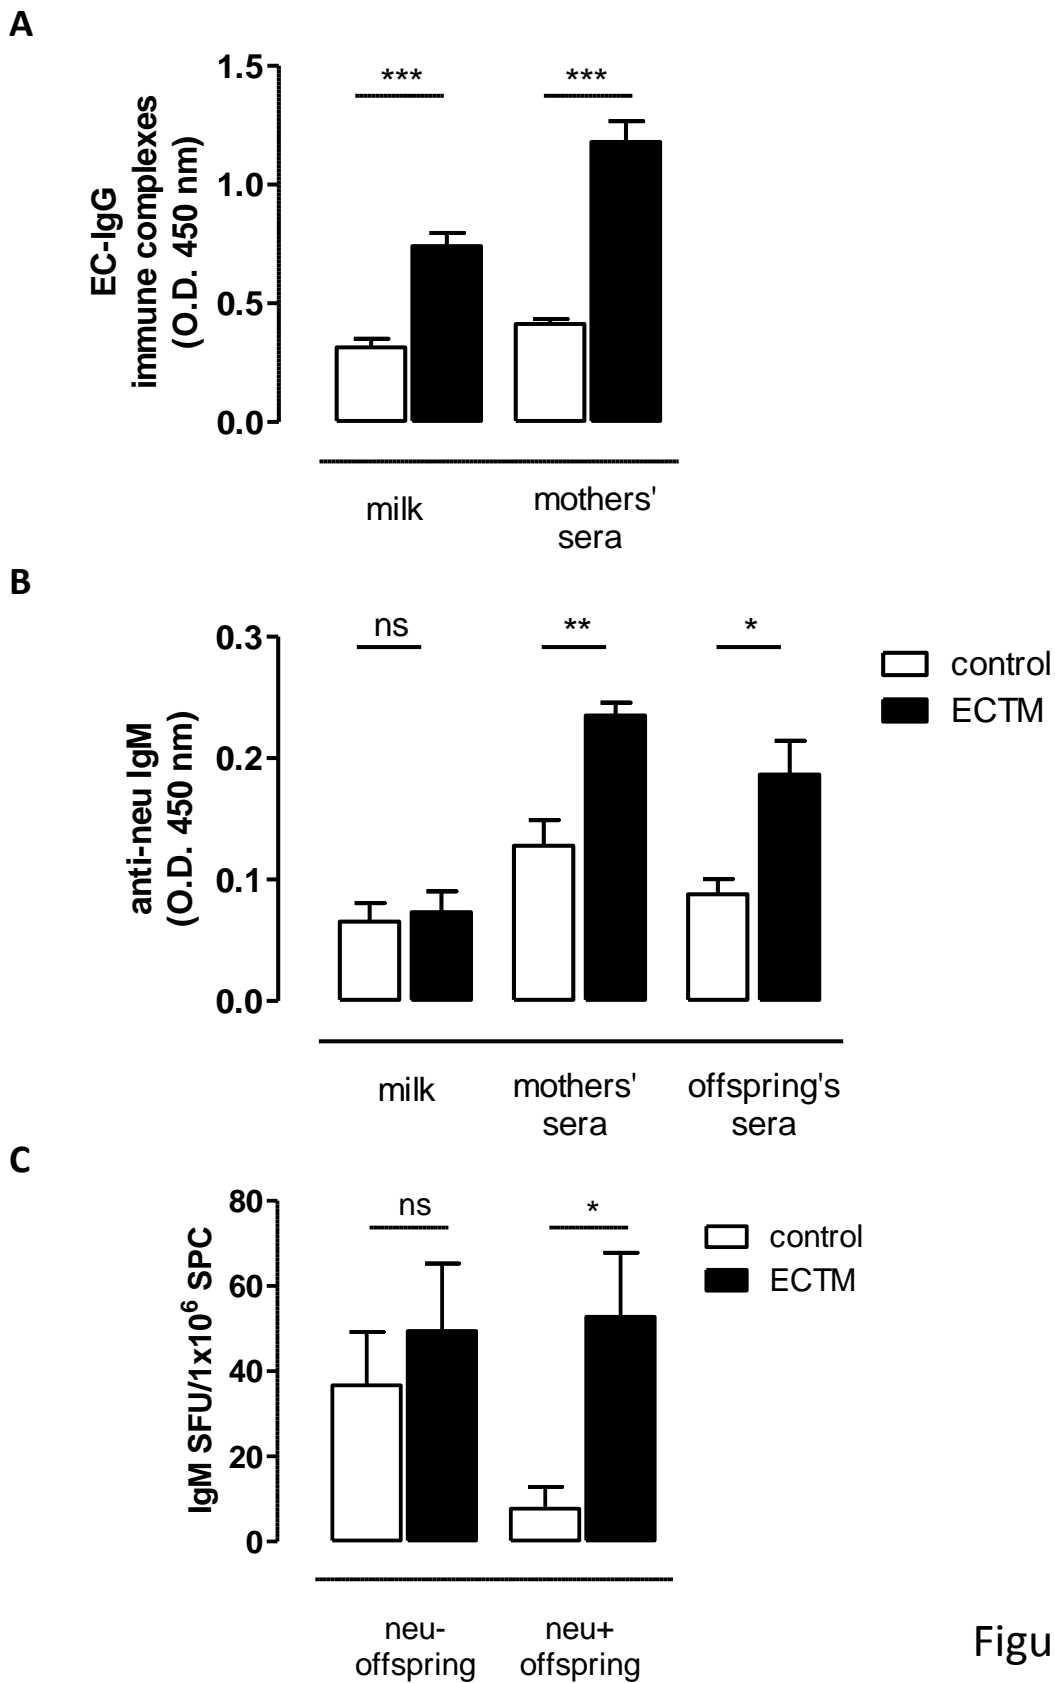 A
EC-IgG
immune complexes
(O.D. 450 nm)
1.5
1.0
0.5
0.0
***
***
milk
mothers'
sera
B
anti-neu IgM
(O.D. 450 nm)
0.3
0.2
0.1
0.0
ns
**
*
control
ECTM
milk
mothers'
sera
offspring's
sera
C
IgM SFU/1x10⁶ SPC
80
60
40
20
0
ns
*
control
ECTM
neu-
offspring
neu+
offspring
Figu